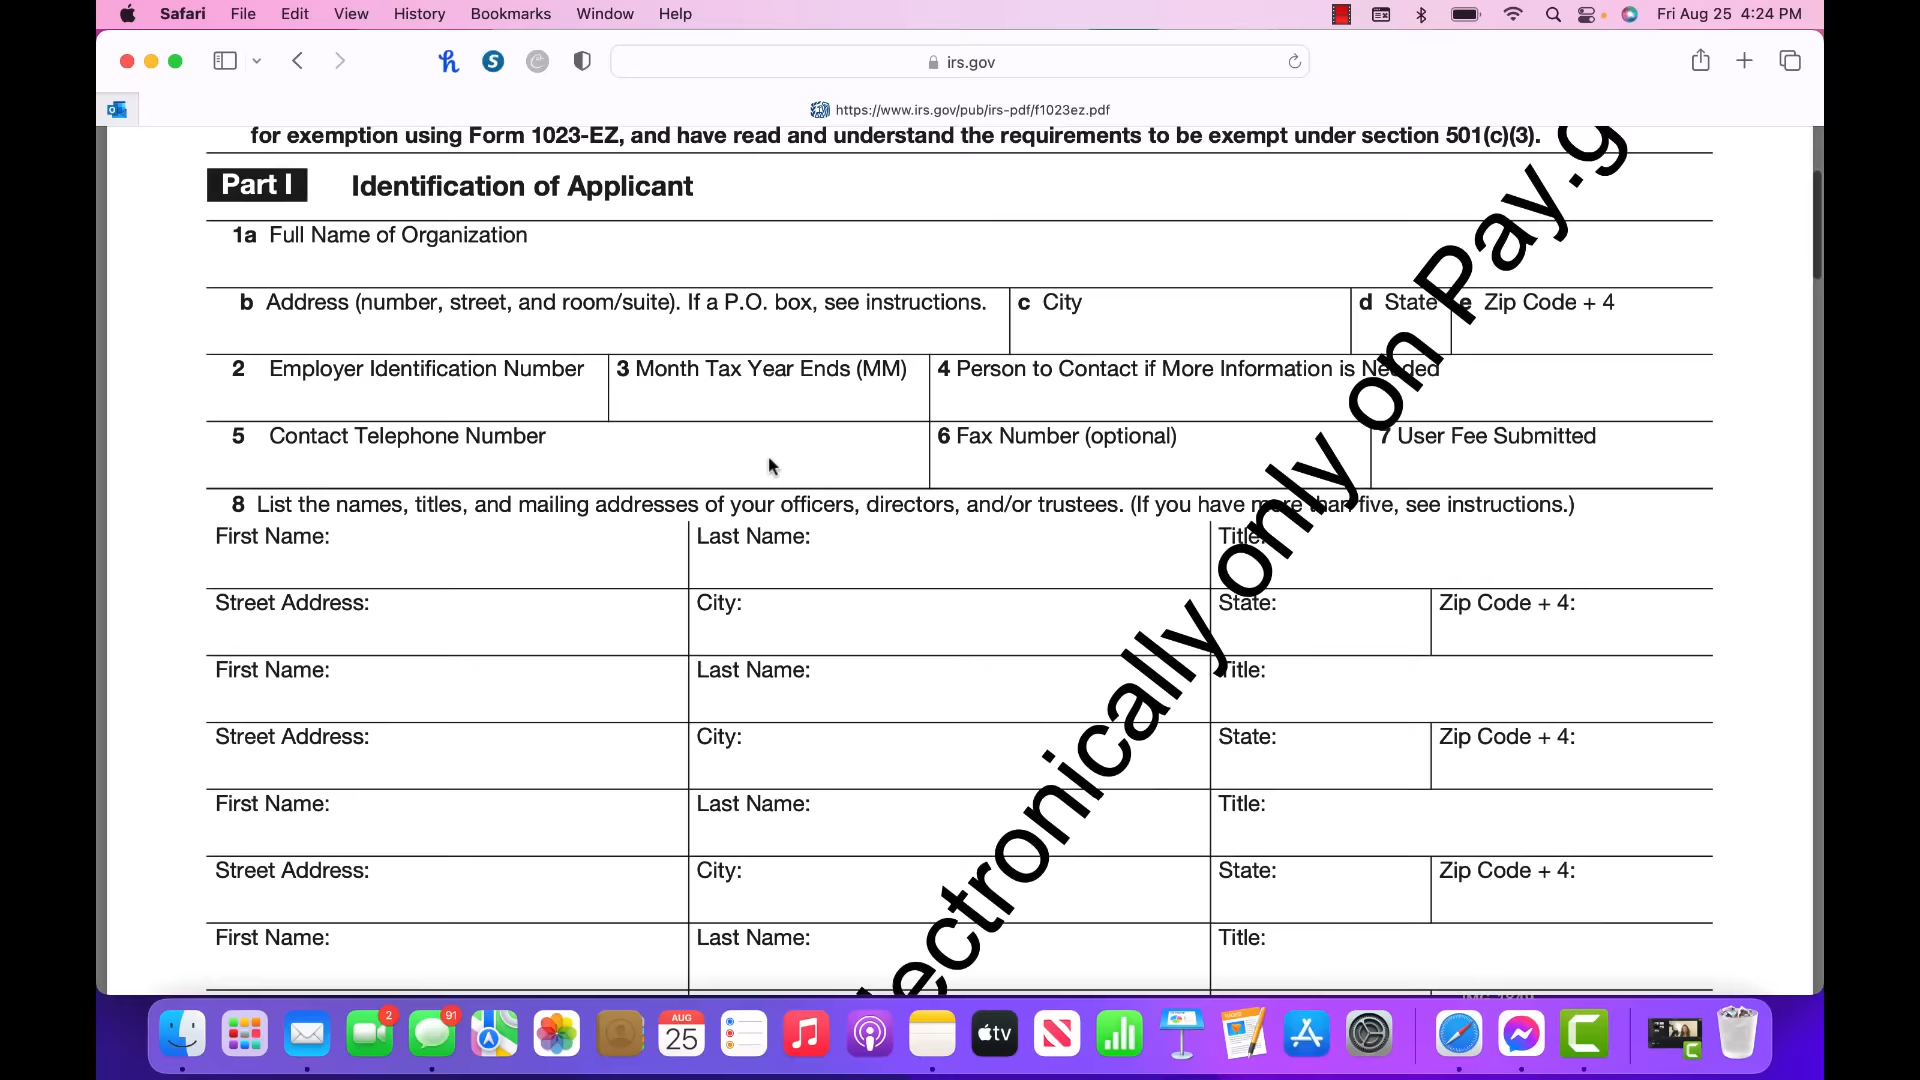 Safari File Edit View History Bookmarks Window Help Fri Aug 25 4:24 PM
irs.gov
https://www.irs.gov/pub/irs-pdf/f1023ez.pdf
for exemption using Form 1023-EZ, and have read and understand the requirements to be exempt under section 501(c)(3).
Part I Identification of Applicant
1a Full Name of Organization
b Address (number, street, and room/suite). If a P.O. box, see instructions. c City d State e Zip Code + 4
2 Employer Identification Number 3 Month Tax Year Ends (MM) 4 Person to Contact if More Information is Needed
5 Contact Telephone Number 6 Fax Number (optional) 7 User Fee Submitted
8 List the names, titles, and mailing addresses of your officers, directors, and/or trustees. (If you have more than five, see instructions.)
First Name: Last Name: Title:
Street Address: City: State: Zip Code + 4:
First Name: Last Name: Title:
Street Address: City: State: Zip Code + 4:
First Name: Last Name: Title:
Street Address: City: State: Zip Code + 4:
First Name: Last Name: Title:
ectronically only on Pay.g
2
91
AUG
25
tv